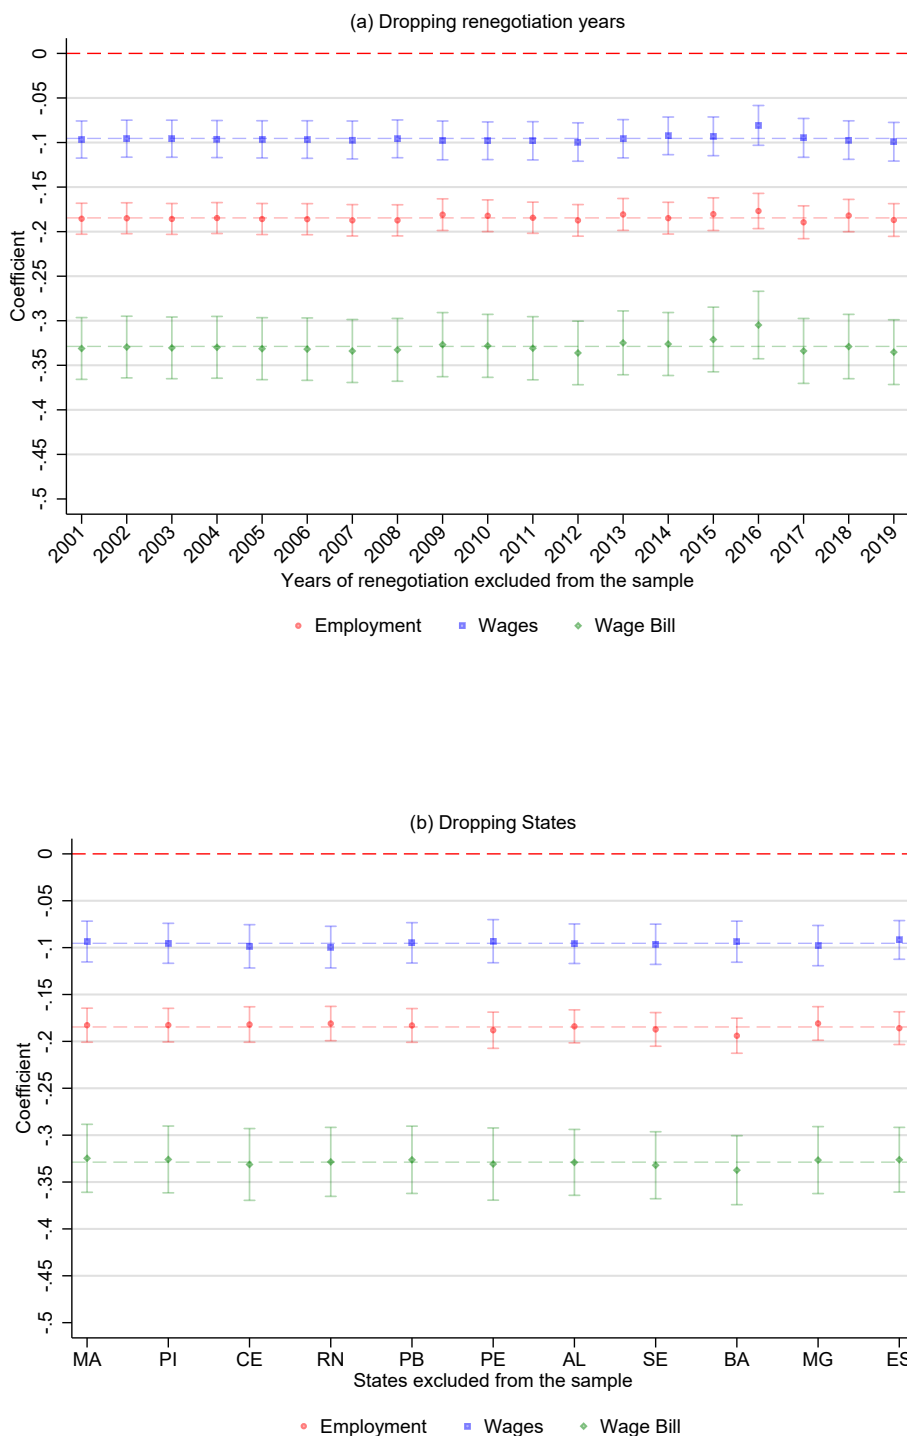 (a) Dropping renegotiation years
0
-.05
-.1
-.15
-.2
-.25
-.3
-.35
-.4
-.45
-.5
Coefficient
2001 2002 2003 2004 2005 2006 2007 2008 2009 2010 2011 2012 2013 2014 2015 2016 2017 2018 2019
Years of renegotiation excluded from the sample
Employment Wages Wage Bill
(b) Dropping States
0
-.05
-.1
-.15
-.2
-.25
-.3
-.35
-.4
-.45
-.5
Coefficient
MA PI CE RN PB PE AL SE BA MG ES
States excluded from the sample
Employment Wages Wage Bill